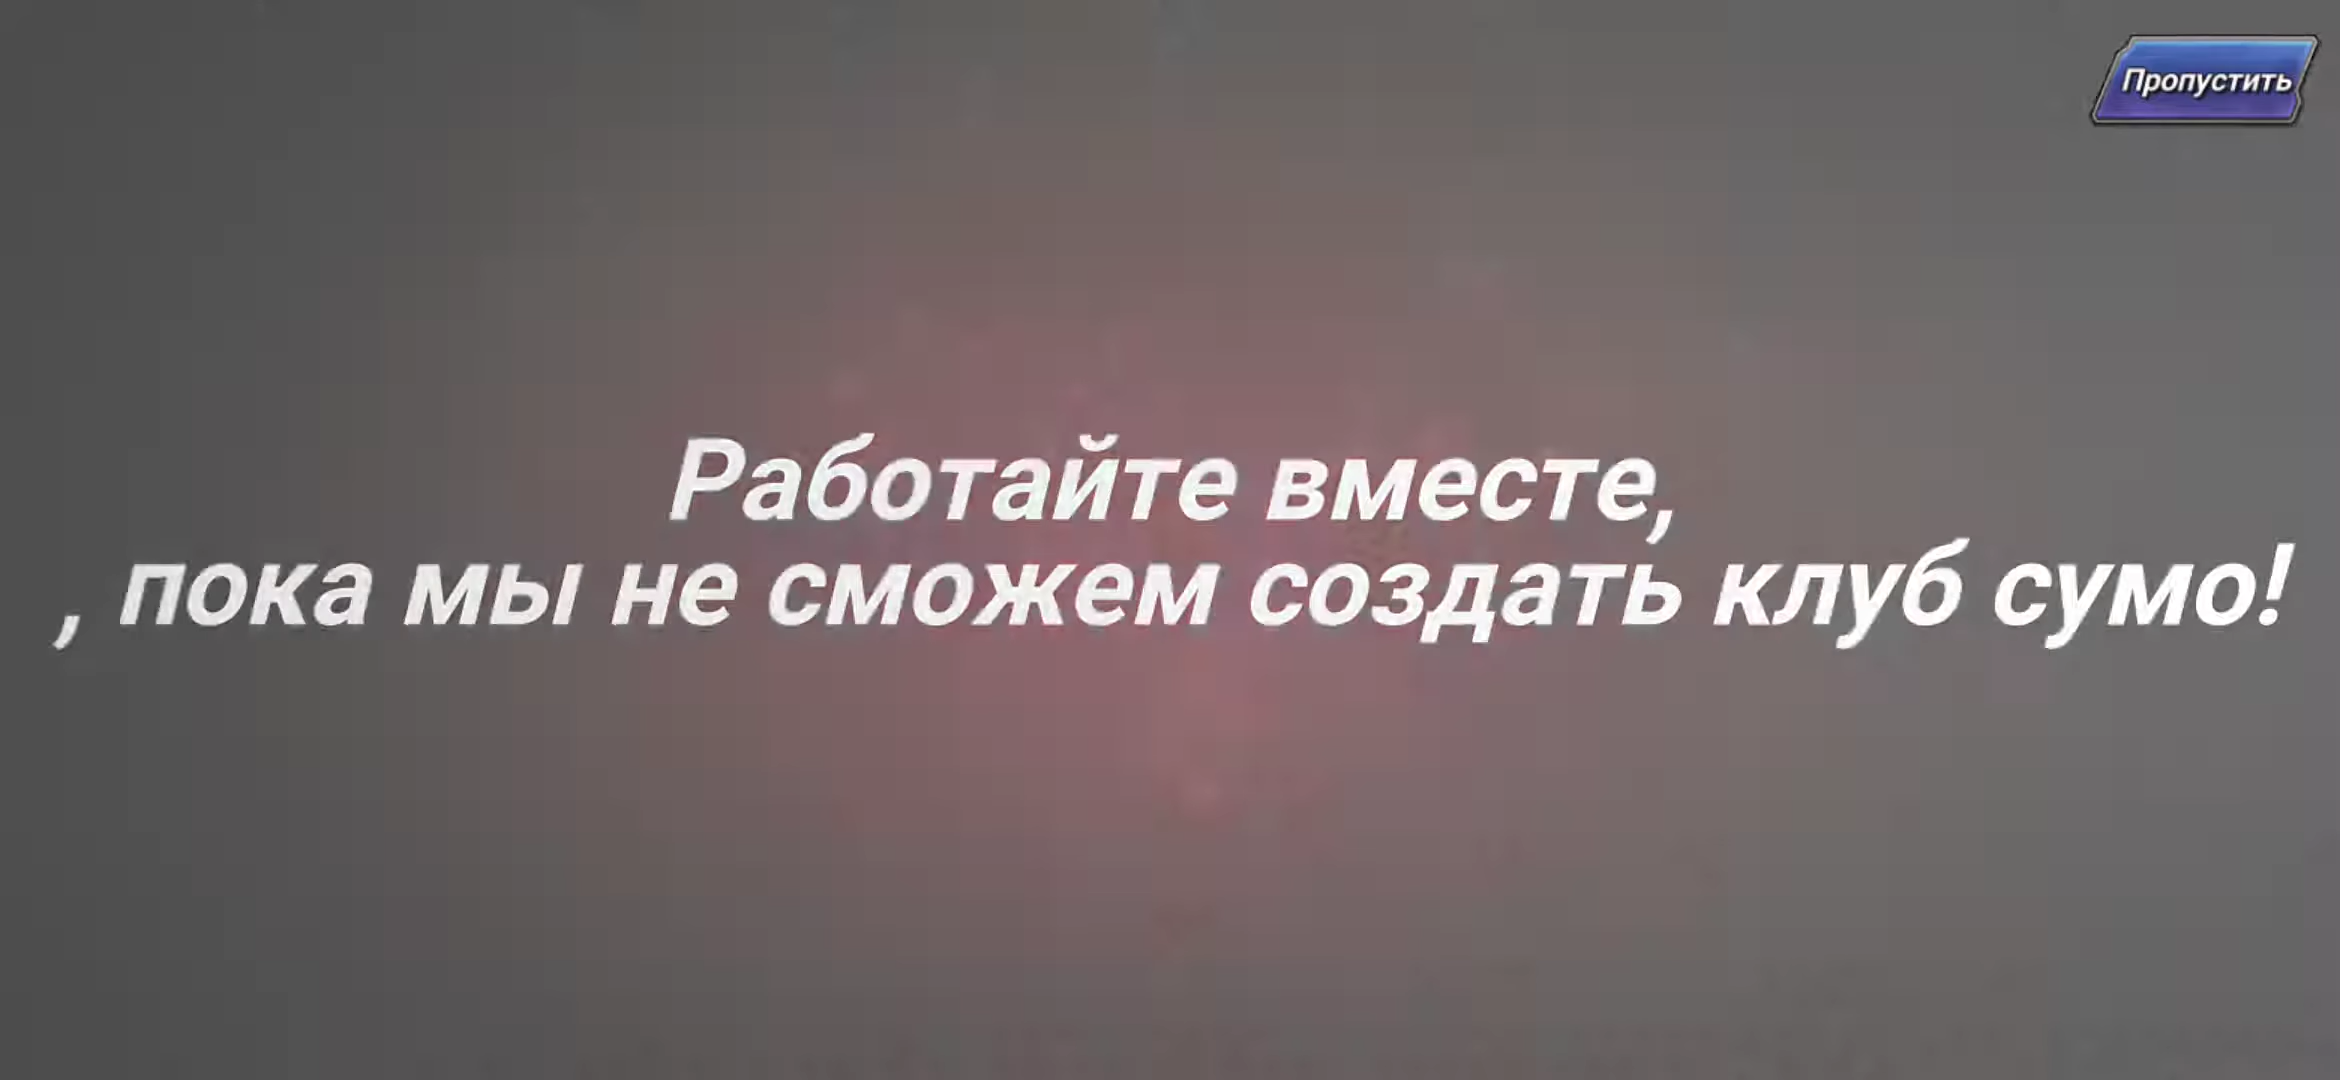 Пропустить
Работайте вместе,
, пока мы не сможем создать клуб сумо!